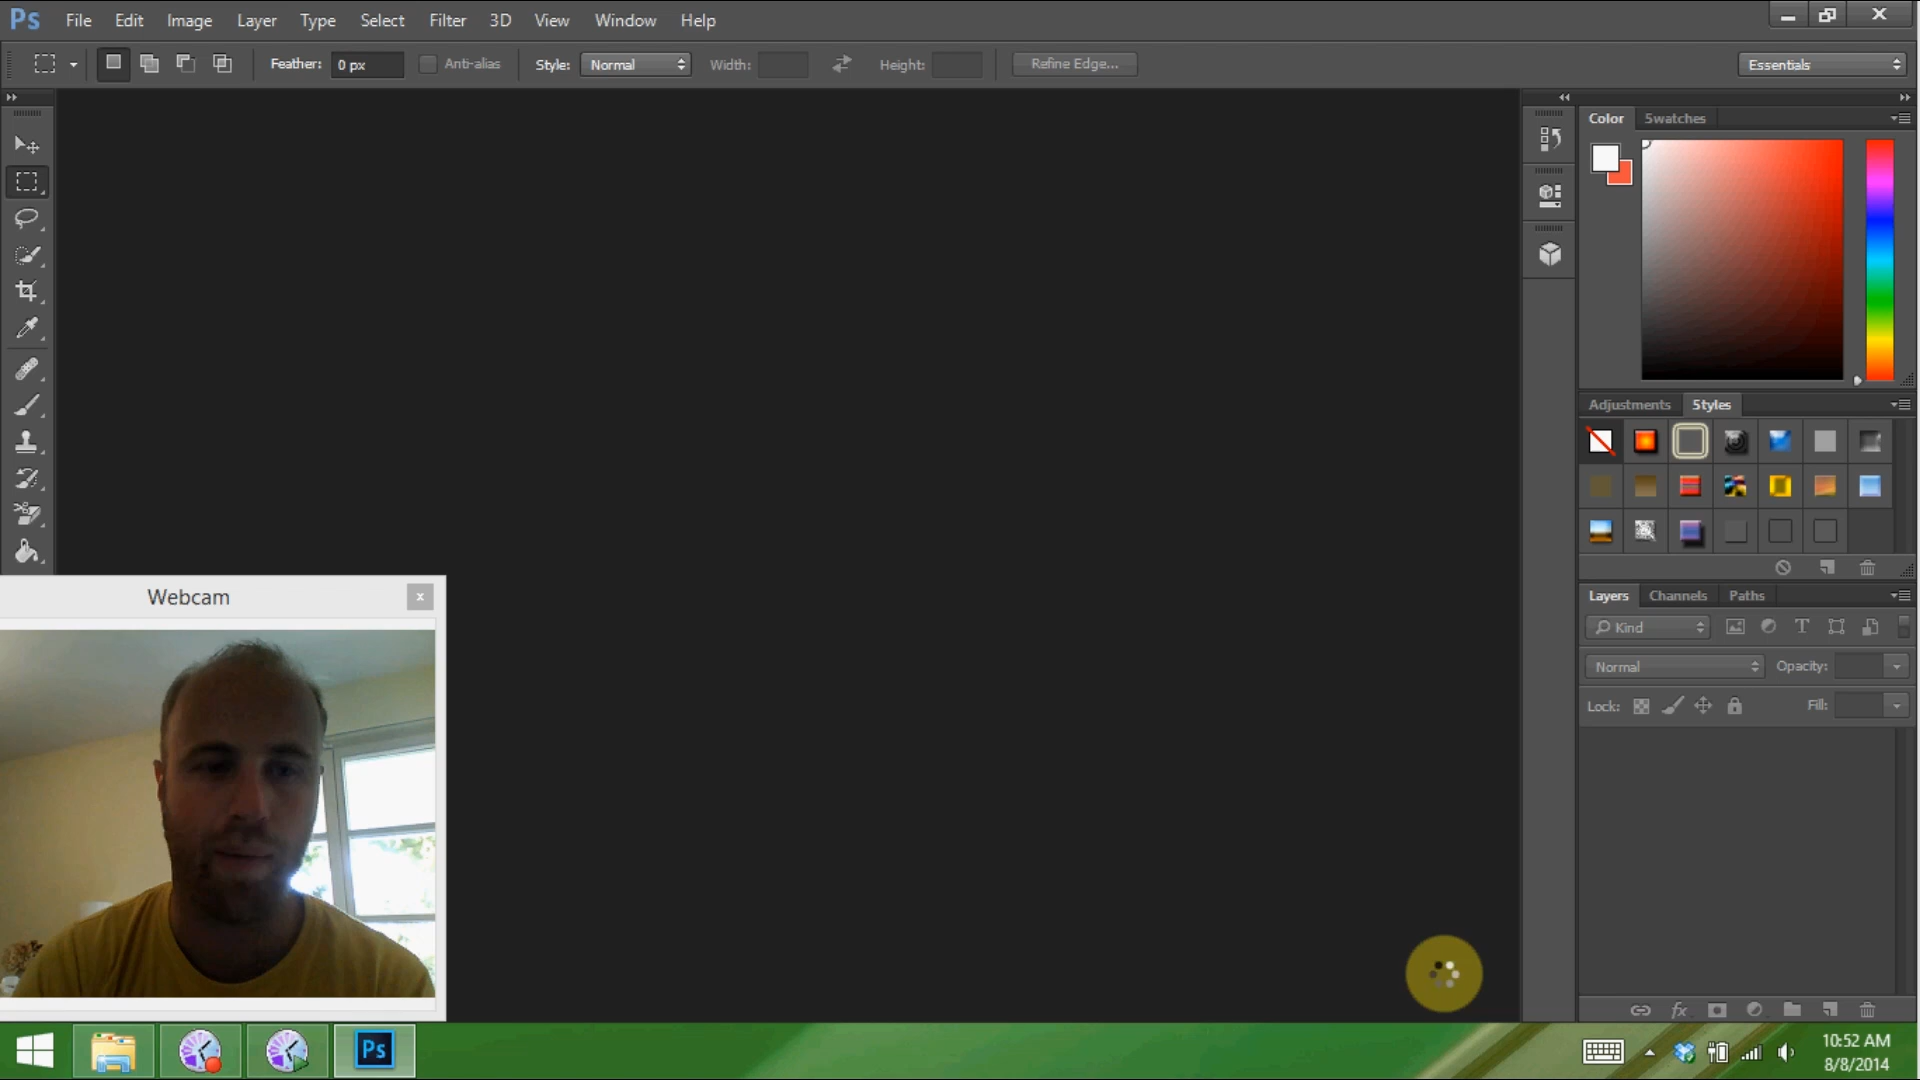 Ps File Edit Image Layer Type Select Filter 3D View Window Help
Feather: 0 px Anti-alias Style: Normal Width: Height: Refine Edge... Essentials
Color Swatches
Adjustments Styles
Layers Channels Paths
Kind
Normal Opacity:
Lock: Fill:
fx
Webcam
x
Ps
10:52 AM
8/8/2014